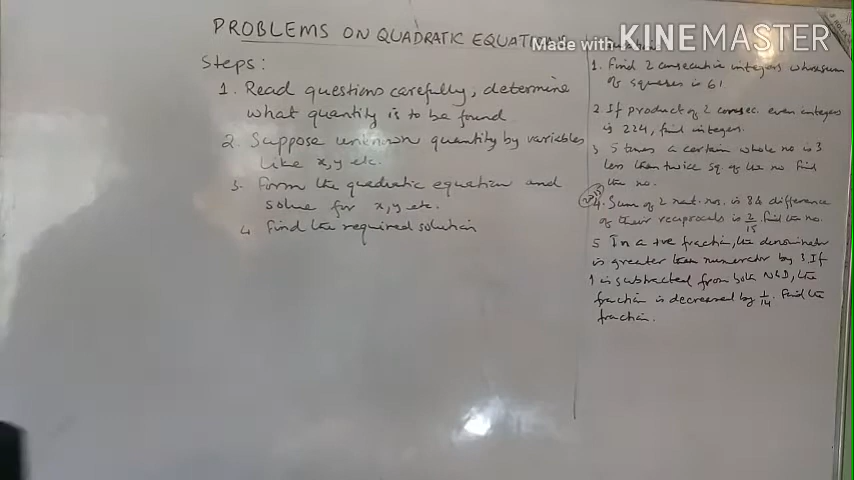 PROBLEMS ON QUADRATIC EQUATIONS
Made with KINEMASTER
Steps:
1. Read questions carefully, determine
what quantity is to be found
2. Suppose unknown quantity by variables
like x, y etc.
3. Form the quadratic equation and
solve for x, y etc.
4 Find the required solution
1. Find 2 consecutive integers whose sum
of squares is 61
2. If product of 2 consec. even integers
is 224, find integers.
3 5 times a certain whole no is 3
less than twice sq. of the no. Find
the no.
4. Sum of 2 nat. nos. is 8 & difference
of their reciprocals is 2/15. Find the no.
5 In a +ve fraction, the denominator
is greater than numerator by 3. If
1 is subtracted from both N & D, the
fraction is decreased by 1/14. Find the
fraction.